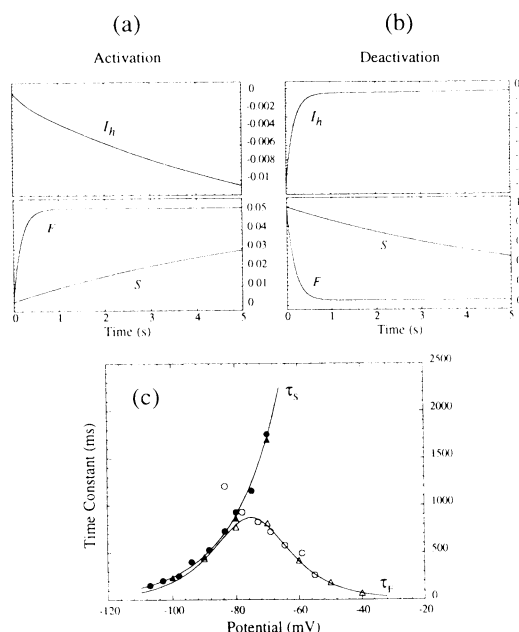 (a)
(b)
Activation
Deactivation
0
-0.002
-0.004
-0.006
-0.008
-0.01
I_h
I_h
0.05
0.04
0.03
0.02
0.01
0
F
S
S
F
0 1 2 3 4 5
Time (s)
0 1 2 3 4 5
Time (s)
(c)
2500
2000
1500
1000
500
0
τ_S
τ_F
Time Constant (ms)
-120 -100 -80 -60 -40 -20
Potential (mV)